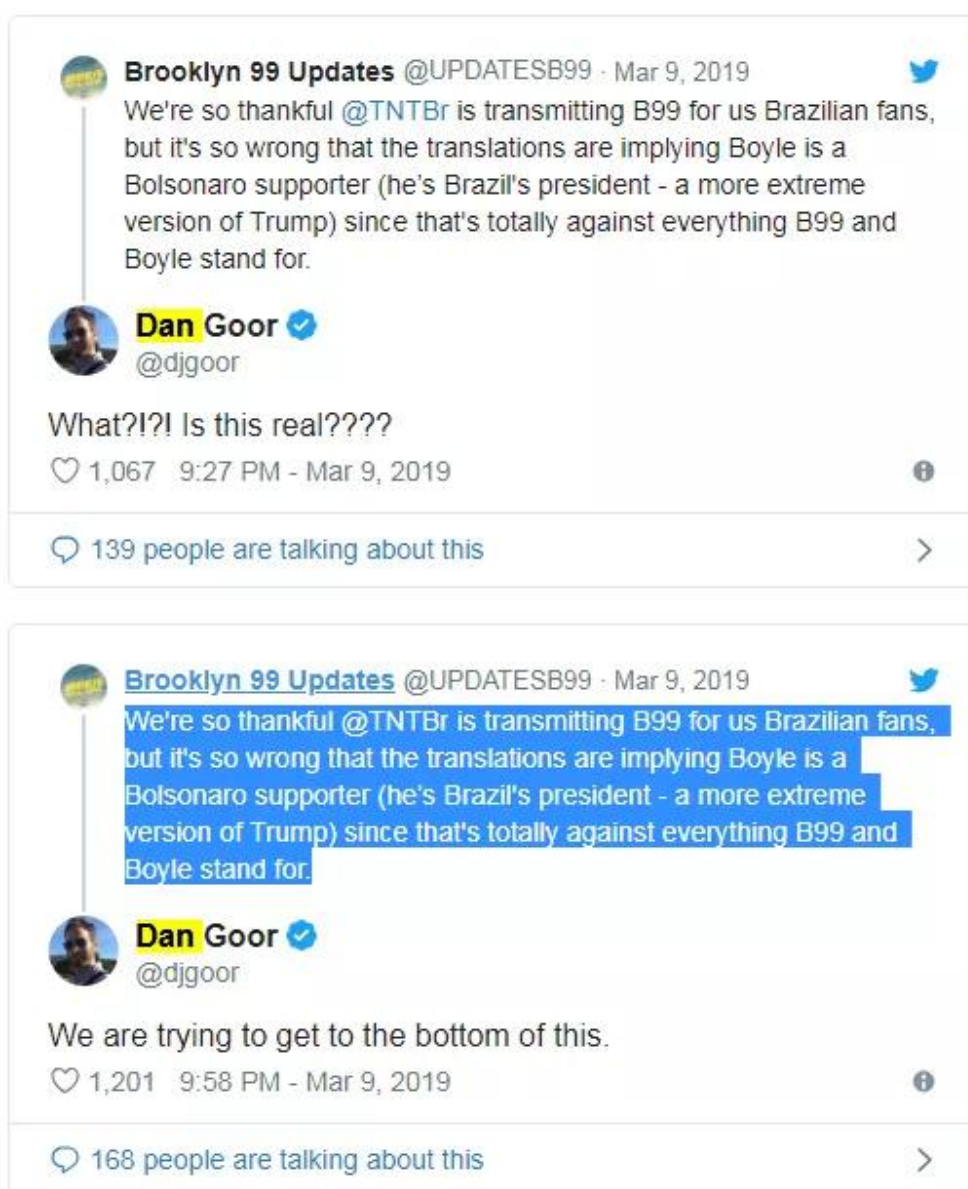 Brooklyn 99 Updates @UPDATESB99 · Mar 9, 2019
We're so thankful @TNTBr is transmitting B99 for us Brazilian fans,
but it's so wrong that the translations are implying Boyle is a
Bolsonaro supporter (he's Brazil's president - a more extreme
version of Trump) since that's totally against everything B99 and
Boyle stand for.
Dan Goor
@djgoor
What?!?! Is this real????
1,067 9:27 PM - Mar 9, 2019
139 people are talking about this
Brooklyn 99 Updates @UPDATESB99 · Mar 9, 2019
We're so thankful @TNTBr is transmitting B99 for us Brazilian fans,
but it's so wrong that the translations are implying Boyle is a
Bolsonaro supporter (he's Brazil's president - a more extreme
version of Trump) since that's totally against everything B99 and
Boyle stand for.
Dan Goor
@djgoor
We are trying to get to the bottom of this.
1,201 9:58 PM - Mar 9, 2019
168 people are talking about this